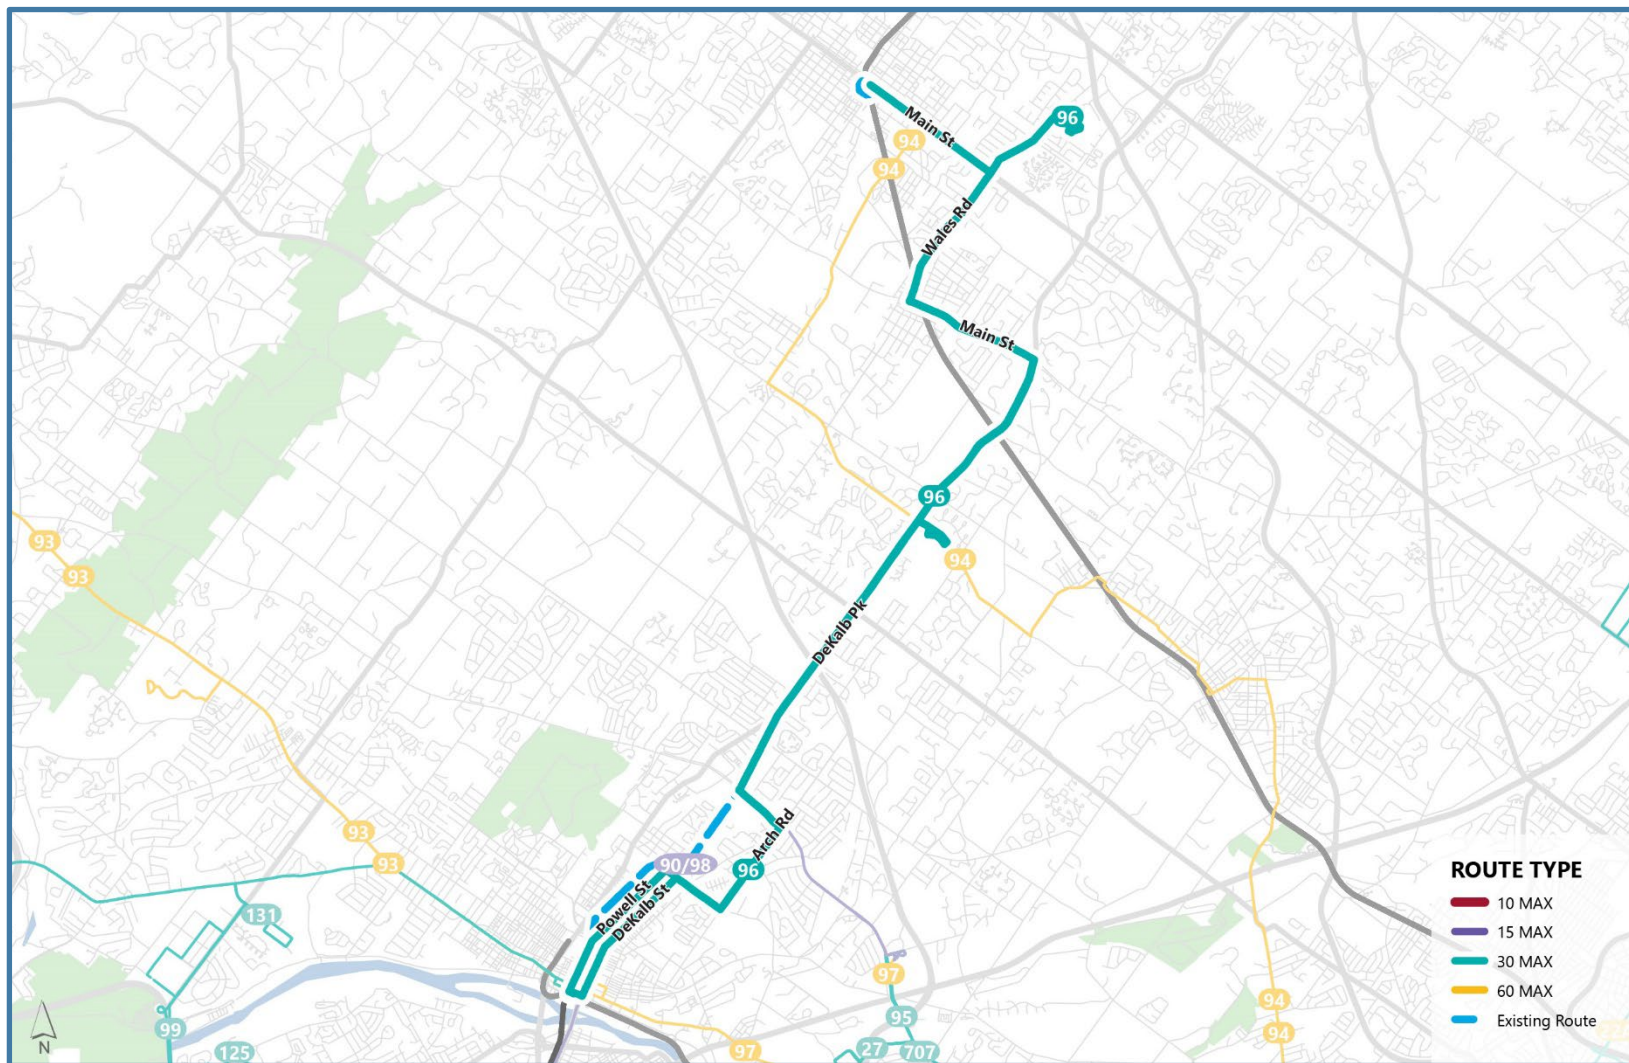 Main St
96
94
94
Wales Rd
Main St
96
93
93
94
DeKalb Pk
93
93
90/98
Arch Rd
96
Powell St
DeKalb St
131
97
99
95
125
27
707
97
94
94
ROUTE TYPE
10 MAX
15 MAX
30 MAX
60 MAX
Existing Route
N